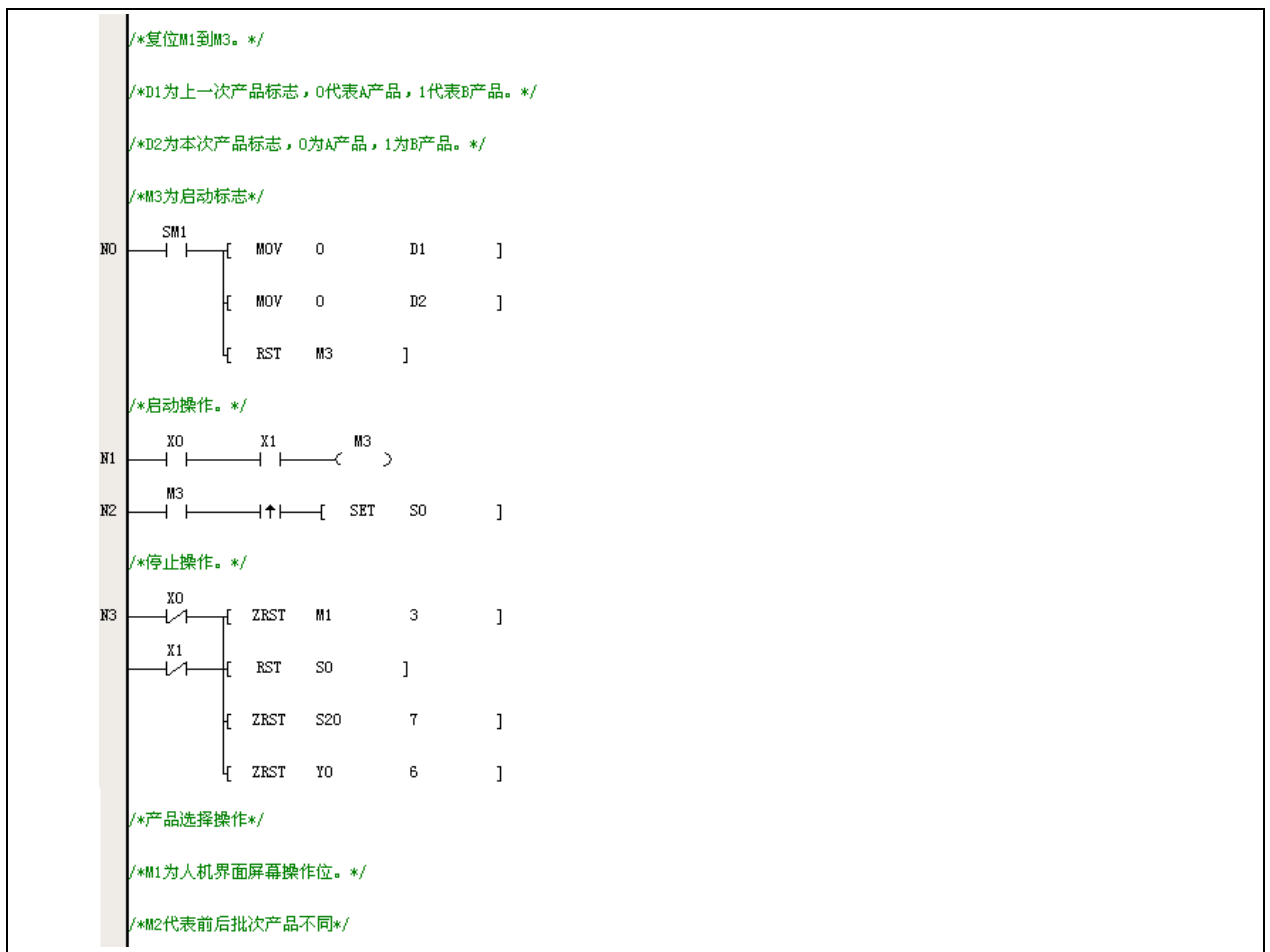 /*复位M1到M3。*/
/*D1为上一次产品标志，0代表A产品，1代表B产品。*/
/*D2为本次产品标志，0为A产品，1为B产品。*/
/*M3为启动标志*/
SM1
N0 [ MOV 0 D1 ]
[ MOV 0 D2 ]
[ RST M3 ]
/*启动操作。*/
X0 X1 M3
N1 ( )
M3
N2 [ SET S0 ]
/*停止操作。*/
X0
N3 [ ZRST M1 3 ]
X1
[ RST S0 ]
[ ZRST S20 7 ]
[ ZRST Y0 6 ]
/*产品选择操作*/
/*M1为人机界面屏幕操作位。*/
/*M2代表前后批次产品不同*/